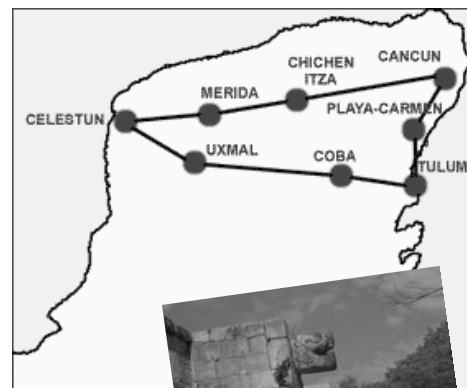 CANCUN
CHICHEN
ITZA
MERIDA
PLAYA-CARMEN
CELESTUN
UXMAL
COBA
TULUM